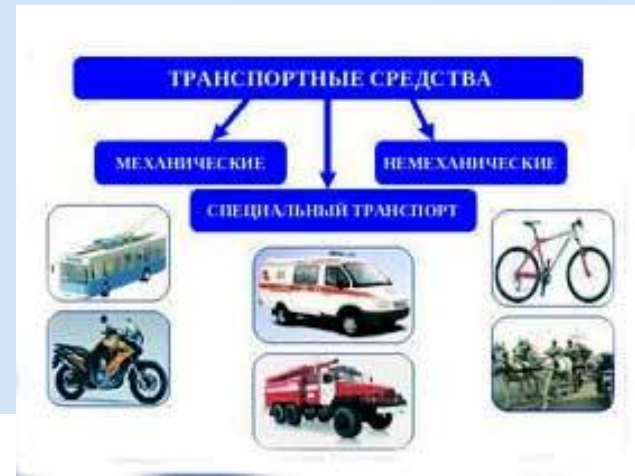 ТРАНСПОРТНЫЕ СРЕДСТВА
МЕХАНИЧЕСКИЕ
НЕМЕХАНИЧЕСКИЕ
СПЕЦИАЛЬНЫЙ ТРАНСПОРТ